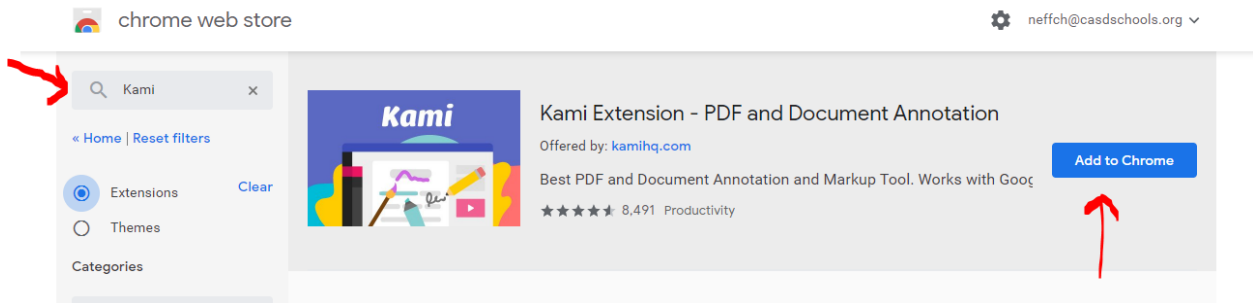 chrome web store
neffch@casdschools.org
Kami
« Home | Reset filters
Extensions
Clear
Themes
Categories
Kami
Kami Extension - PDF and Document Annotation
Offered by: kamihq.com
Best PDF and Document Annotation and Markup Tool. Works with Goog
8,491 Productivity
Add to Chrome